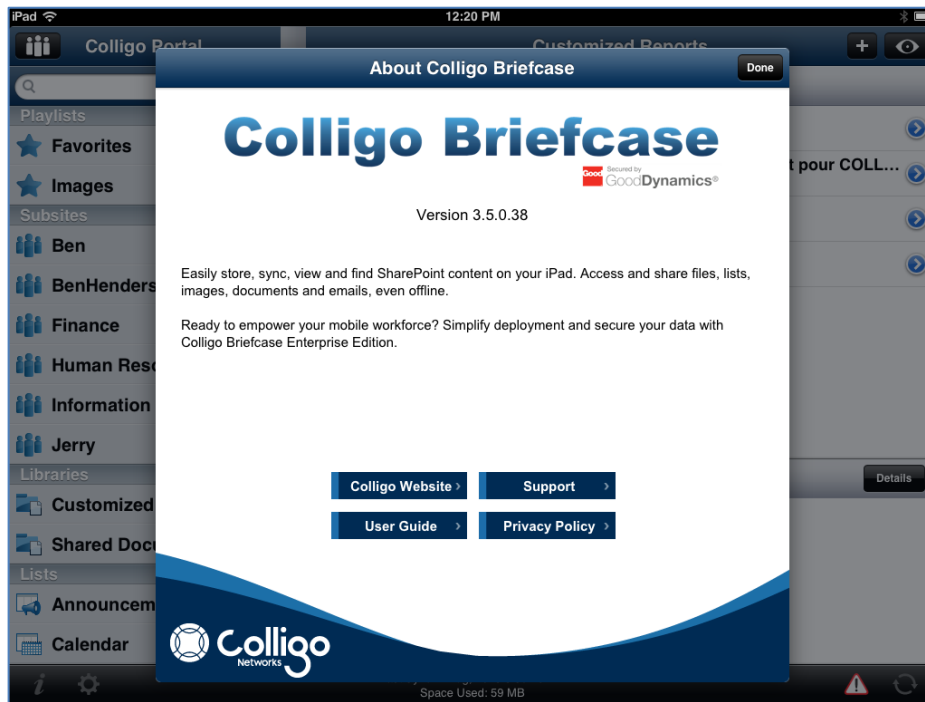 iPad
12:20 PM
Colligo Portal
Customized Reports
+
About Colligo Briefcase
Done
Playlists
Favorites
Images
Subsites
Ben
BenHenders
Finance
Human Reso
Information
Jerry
Libraries
Customized
Shared Docu
Lists
Announcem
Calendar
Colligo Briefcase
Good
Secured by
GoodDynamics®
Version 3.5.0.38
Easily store, sync, view and find SharePoint content on your iPad. Access and share files, lists,
images, documents and emails, even offline.
Ready to empower your mobile workforce? Simplify deployment and secure your data with
Colligo Briefcase Enterprise Edition.
Colligo Website ›
Support ›
User Guide ›
Privacy Policy ›
Colligo
Networks
t pour COLL...
Details
i
Space Used: 59 MB